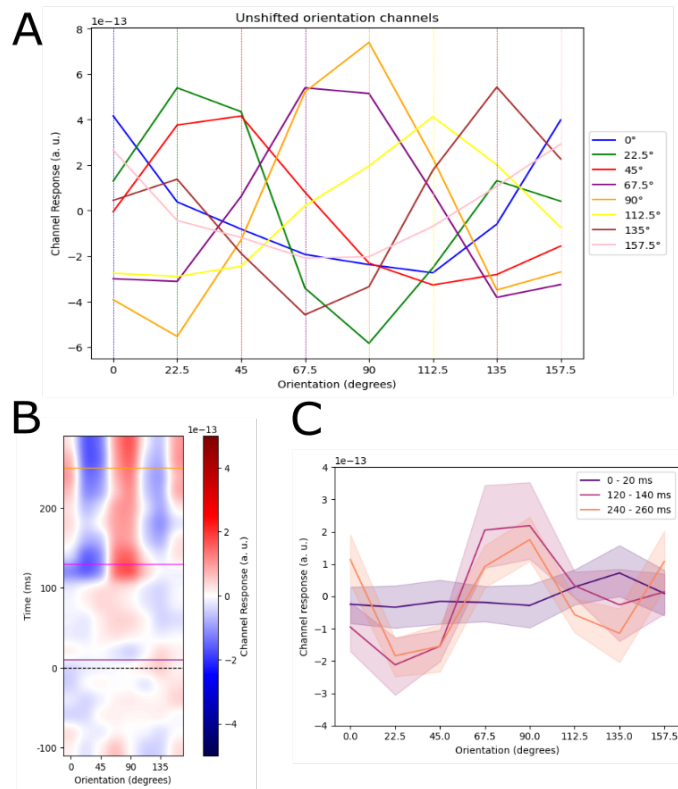 A
Unshifted orientation channels
1e−13
8
6
4
2
0
−2
−4
−6
Channel Response (a. u.)
0 22.5 45 67.5 90 112.5 135 157.5
Orientation (degrees)
0°
22.5°
45°
67.5°
90°
112.5°
135°
157.5°
B
200
100
0
-100
Time (ms)
0 45 90 135
Orientation (degrees)
1e−13
4
2
0
−2
−4
Channel Response (a. u.)
C
1e−13
4
3
2
1
0
−1
−2
−3
−4
Channel response (a. u.)
0.0 22.5 45.0 67.5 90.0 112.5 135.0 157.5
Orientation (degrees)
0 - 20 ms
120 - 140 ms
240 - 260 ms